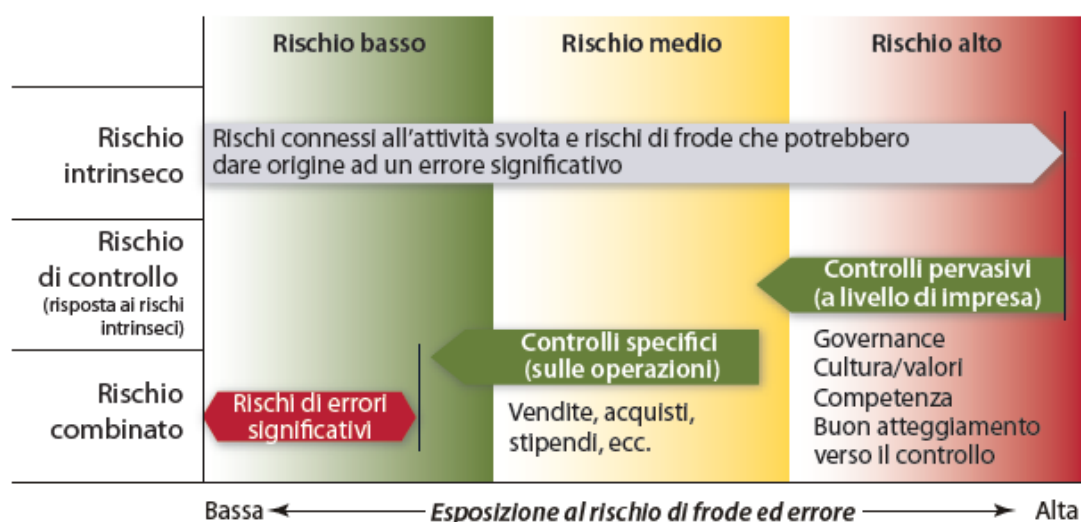 Rischio basso
Rischio medio
Rischio alto
Rischio
intrinseco
Rischi connessi all'attività svolta e rischi di frode che potrebbero
dare origine ad un errore significativo
Rischio
di controllo
(risposta ai rischi
intrinseci)
Controlli pervasivi
(a livello di impresa)
Governance
Cultura/valori
Competenza
Buon atteggiamento
verso il controllo
Controlli specifici
(sulle operazioni)
Vendite, acquisti,
stipendi, ecc.
Rischio
combinato
Rischi di errori
significativi
Bassa
Esposizione al rischio di frode ed errore
Alta